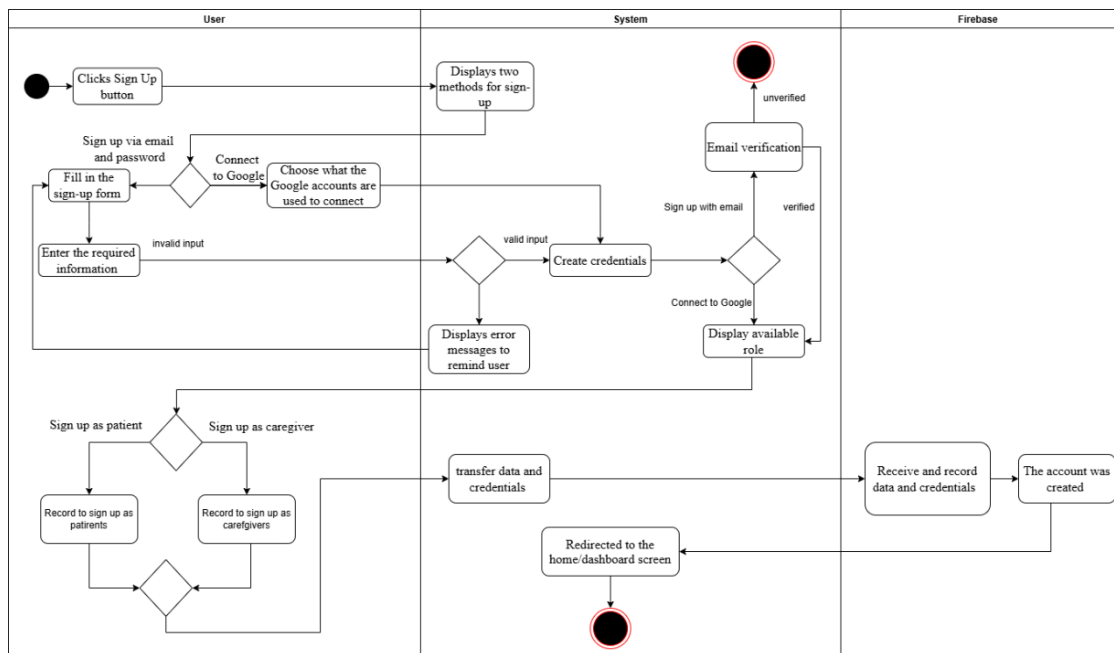 User
System
Firebase
Clicks Sign Up
button
Displays two
methods for sign-
up
unverified
Sign up via email
and password
Connect
to Google
Fill in the
sign-up form
Choose what the
Google accounts are
used to connect
Email verification
Sign up with email
verified
Enter the required
information
invalid input
valid input
Create credentials
Connect to Google
Displays error
messages to
remind user
Display available
role
Sign up as patient
Sign up as caregiver
Record to sign up as
patirents
Record to sign up as
carefgivers
transfer data and
credentials
Receive and record
data and credentials
The account was
created
Redirected to the
home/dashboard screen